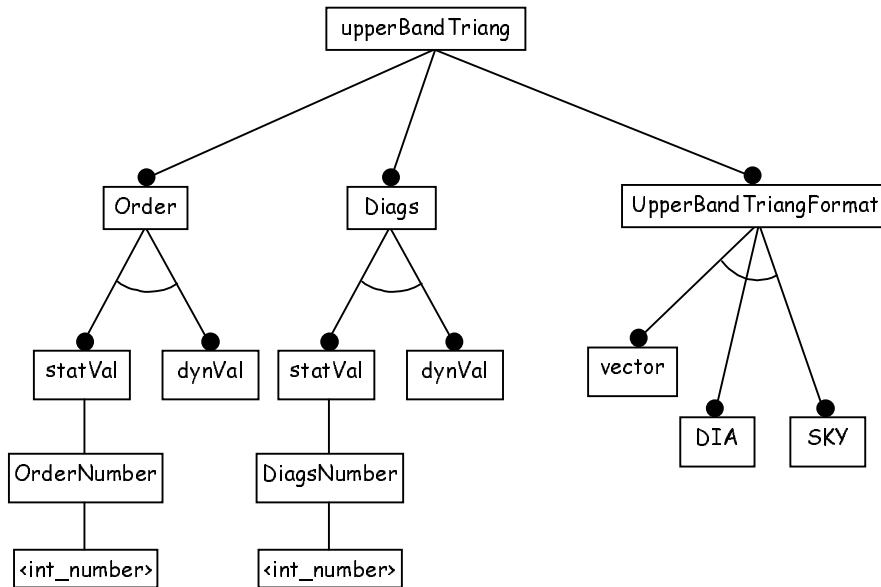 upperBandTriang
Order
Diags
UpperBandTriangFormat
statVal
dynVal
statVal
dynVal
vector
DIA
SKY
OrderNumber
DiagsNumber
<int_number>
<int_number>